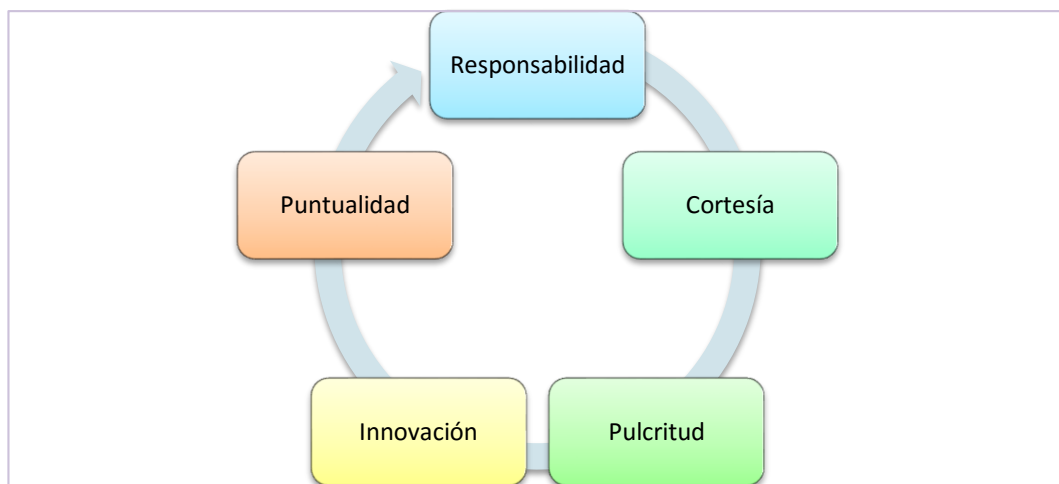 Responsabilidad
Cortesía
Pulcritud
Innovación
Puntualidad